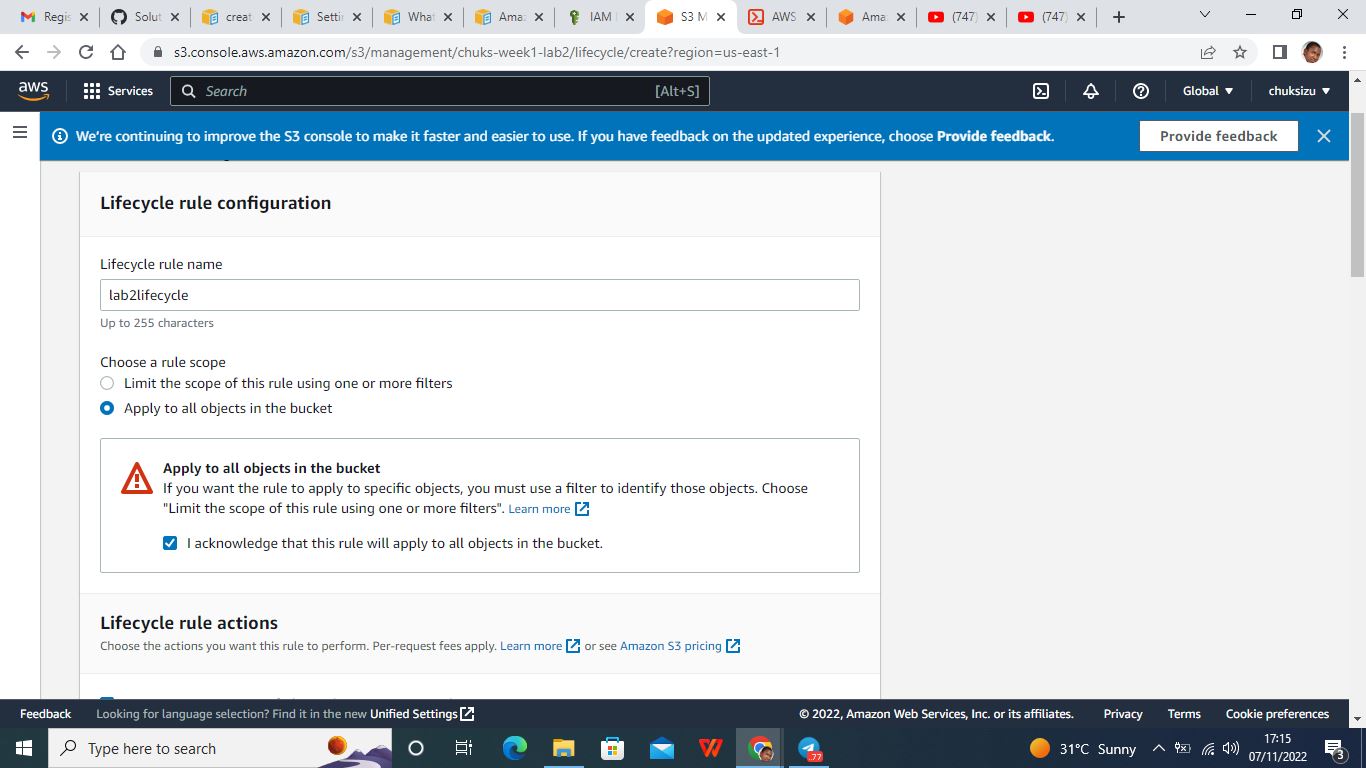 Regis
Solut
creat
Settin
What
Amaz
IAM
S3 M
AWS
Ama
(747)
(747)
s3.console.aws.amazon.com/s3/management/chuks-week1-lab2/lifecycle/create?region=us-east-1
aws
Services
Search
[Alt+S]
Global
chuksizu
We're continuing to improve the S3 console to make it faster and easier to use. If you have feedback on the updated experience, choose Provide feedback.
Provide feedback
Lifecycle rule configuration
Lifecycle rule name
lab2lifecycle
Up to 255 characters
Choose a rule scope
Limit the scope of this rule using one or more filters
Apply to all objects in the bucket
Apply to all objects in the bucket
If you want the rule to apply to specific objects, you must use a filter to identify those objects. Choose
"Limit the scope of this rule using one or more filters". Learn more
I acknowledge that this rule will apply to all objects in the bucket.
Lifecycle rule actions
Choose the actions you want this rule to perform. Per-request fees apply. Learn more or see Amazon S3 pricing
Feedback
Looking for language selection? Find it in the new Unified Settings
© 2022, Amazon Web Services, Inc. or its affiliates.
Privacy
Terms
Cookie preferences
Type here to search
77
31°C Sunny
17:15
07/11/2022
3